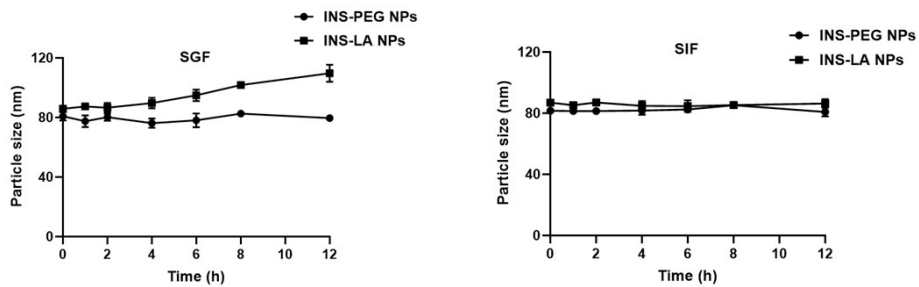 INS-PEG NPs
INS-LA NPs
SGF
120
80
40
0
Particle size (nm)
0 2 4 6 8 10 12
Time (h)
INS-PEG NPs
INS-LA NPs
SIF
120
80
40
0
Particle size (nm)
0 2 4 6 8 10 12
Time (h)